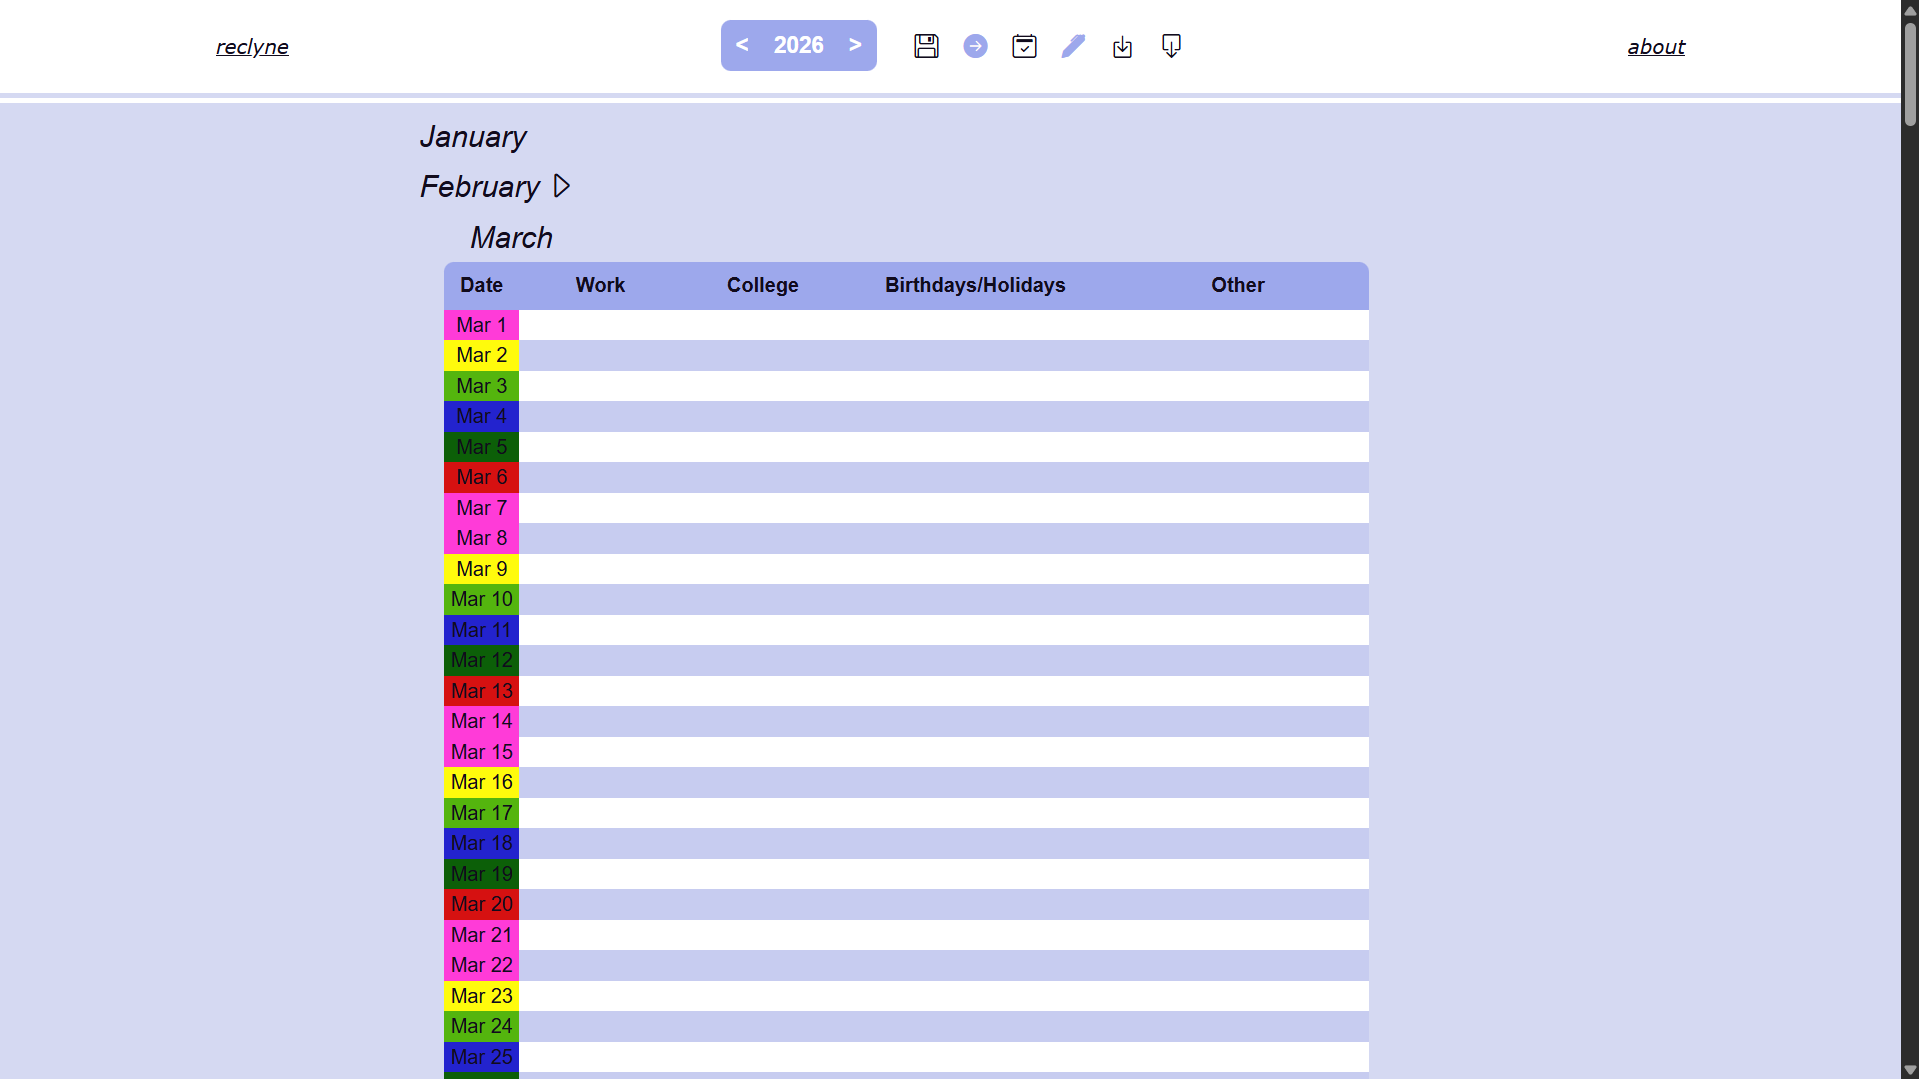 reclyne < 2026 > about
January
February
March
Date Work College Birthdays/Holidays Other
Mar 1
Mar 2
Mar 3
Mar 4
Mar 5
Mar 6
Mar 7
Mar 8
Mar 9
Mar 10
Mar 11
Mar 12
Mar 13
Mar 14
Mar 15
Mar 16
Mar 17
Mar 18
Mar 19
Mar 20
Mar 21
Mar 22
Mar 23
Mar 24
Mar 25